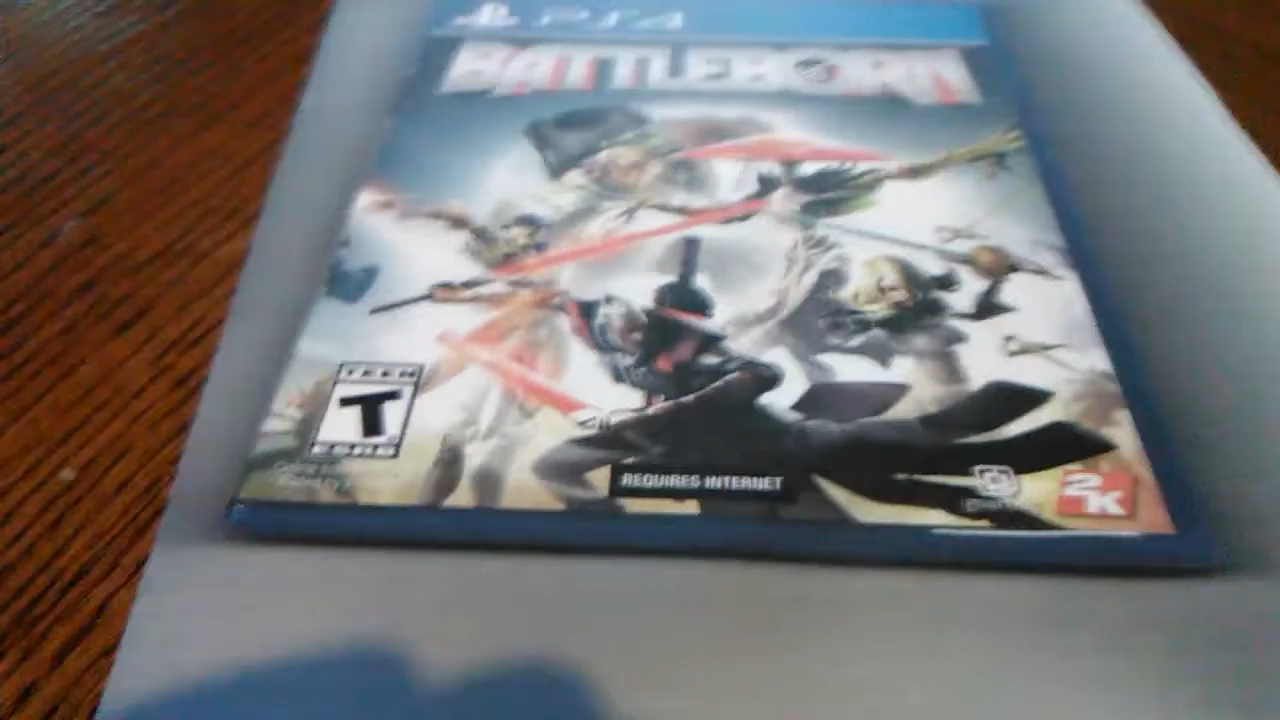 PS4
BATTLEBORN
TEEN
T
ESRB
REQUIRES INTERNET
2K